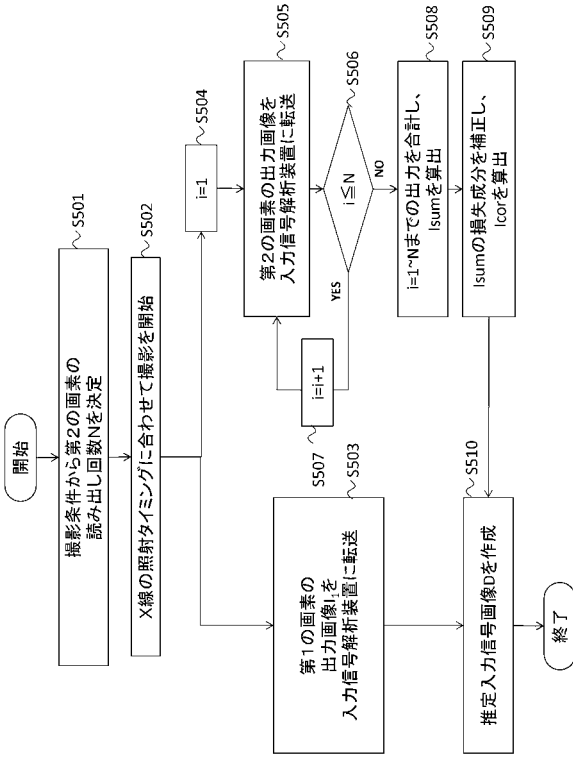 開始
S501
撮影条件から第2の画素の
読み出し回数Nを決定
S502
X線の照射タイミングに合わせて撮影を開始
S503
第1の画素の
出力画像I₁を
入力信号解析装置に転送
S504
i=1
S505
第2の画素の出力画像を
入力信号解析装置に転送
S506
i≦N
YES
NO
S507
i=i+1
S508
i=1~Nまでの出力を合計し、
Isumを算出
S509
Isumの損失成分を補正し、
Icorを算出
S510
推定入力信号画像Dを作成
終了